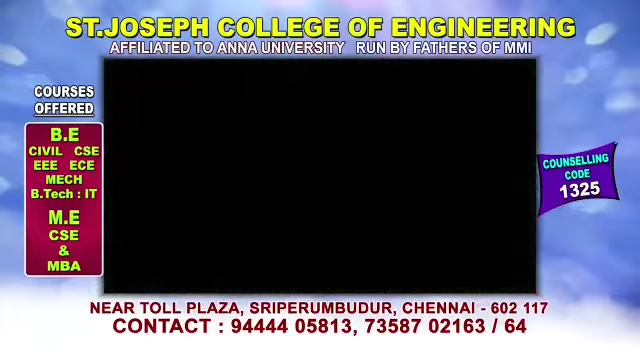 ST.JOSEPH COLLEGE OF ENGINEERING
AFFILIATED TO ANNA UNIVERSITY RUN BY FATHERS OF MMI
COURSES
OFFERED
B.E
CIVIL CSE
EEE ECE
MECH
B.Tech : IT
M.E
CSE
&
MBA
COUNSELLING
CODE
1325
NEAR TOLL PLAZA, SRIPERUMBUDUR, CHENNAI - 602 117
CONTACT : 94444 05813, 73587 02163 / 64